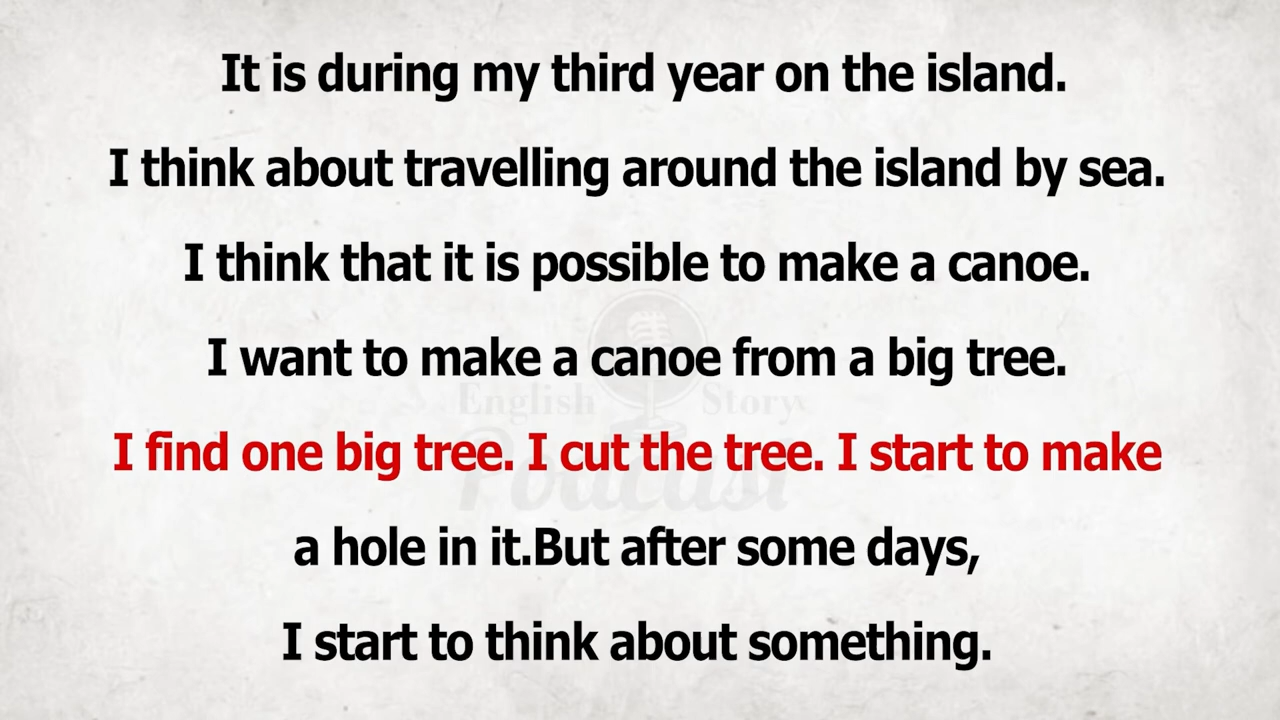 It is during my third year on the island.
I think about travelling around the island by sea.
I think that it is possible to make a canoe.
I want to make a canoe from a big tree.
English Story
Podcast
I find one big tree. I cut the tree. I start to make
a hole in it.But after some days,
I start to think about something.